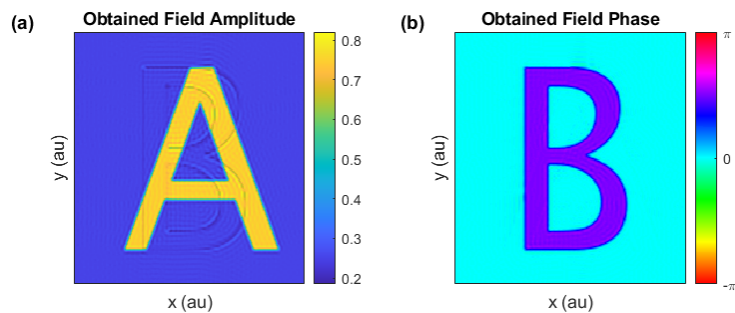 (a) Obtained Field Amplitude
0.8
0.7
0.6
0.5
0.4
0.3
0.2
y (au)
x (au)
A
B
(b) Obtained Field Phase
π
0
-π
y (au)
x (au)
B